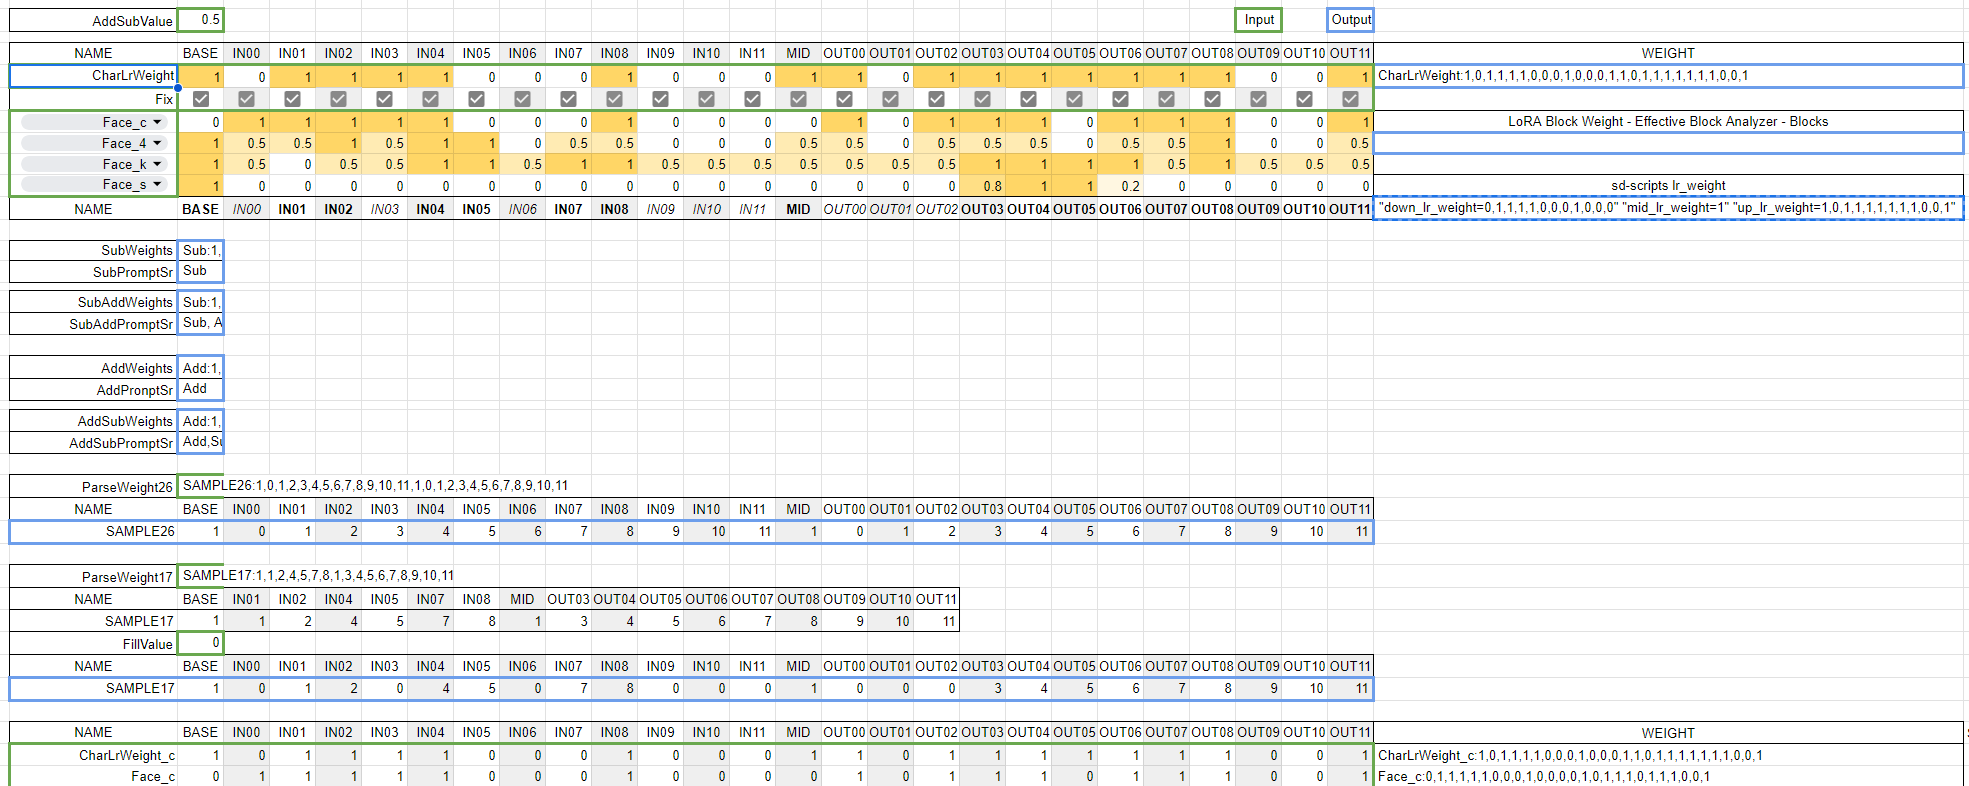 AddSubValue 0.5 Input Output
NAME BASE IN00 IN01 IN02 IN03 IN04 IN05 IN06 IN07 IN08 IN09 IN10 IN11 MID OUT00 OUT01 OUT02 OUT03 OUT04 OUT05 OUT06 OUT07 OUT08 OUT09 OUT10 OUT11 WEIGHT
CharLrWeight 1 0 1 1 1 1 0 0 0 1 0 0 0 1 1 0 1 1 1 1 1 1 1 0 0 1 CharLrWeight:1,0,1,1,1,1,0,0,0,1,0,0,0,1,1,0,1,1,1,1,1,1,1,0,0,1
Fix
Face_c 0 1 1 1 1 1 0 0 0 1 0 0 0 0 1 0 1 1 1 0 1 1 1 0 0 1 LoRA Block Weight - Effective Block Analyzer - Blocks
Face_4 1 0.5 0.5 1 0.5 1 1 0 0.5 0.5 0 0 0 0.5 0.5 0 0.5 0.5 0.5 0 0.5 0.5 1 0 0 0.5
Face_k 1 0.5 0 0.5 0.5 1 1 0.5 1 1 0.5 0.5 0.5 0.5 0.5 0.5 0.5 1 1 1 1 0.5 1 0.5 0.5 0.5
Face_s 1 0 0 0 0 0 0 0 0 0 0 0 0 0 0 0 0 0.8 1 1 0.2 0 0 0 0 0 sd-scripts lr_weight
NAME BASE IN00 IN01 IN02 IN03 IN04 IN05 IN06 IN07 IN08 IN09 IN10 IN11 MID OUT00 OUT01 OUT02 OUT03 OUT04 OUT05 OUT06 OUT07 OUT08 OUT09 OUT10 OUT11 "down_lr_weight=0,1,1,1,1,0,0,0,1,0,0,0" "mid_lr_weight=1" "up_lr_weight=1,0,1,1,1,1,1,1,1,0,0,1"
SubWeights Sub:1,
SubPromptSr Sub
SubAddWeights Sub:1,
SubAddPromptSr Sub, A
AddWeights Add:1,
AddPronptSr Add
AddSubWeights Add:1,
AddSubPromptSr Add,Su
ParseWeight26 SAMPLE26:1,0,1,2,3,4,5,6,7,8,9,10,11,1,0,1,2,3,4,5,6,7,8,9,10,11
NAME BASE IN00 IN01 IN02 IN03 IN04 IN05 IN06 IN07 IN08 IN09 IN10 IN11 MID OUT00 OUT01 OUT02 OUT03 OUT04 OUT05 OUT06 OUT07 OUT08 OUT09 OUT10 OUT11
SAMPLE26 1 0 1 2 3 4 5 6 7 8 9 10 11 1 0 1 2 3 4 5 6 7 8 9 10 11
ParseWeight17 SAMPLE17:1,1,2,4,5,7,8,1,3,4,5,6,7,8,9,10,11
NAME BASE IN01 IN02 IN04 IN05 IN07 IN08 MID OUT03 OUT04 OUT05 OUT06 OUT07 OUT08 OUT09 OUT10 OUT11
SAMPLE17 1 1 2 4 5 7 8 1 3 4 5 6 7 8 9 10 11
FillValue 0
NAME BASE IN00 IN01 IN02 IN03 IN04 IN05 IN06 IN07 IN08 IN09 IN10 IN11 MID OUT00 OUT01 OUT02 OUT03 OUT04 OUT05 OUT06 OUT07 OUT08 OUT09 OUT10 OUT11
SAMPLE17 1 0 1 2 0 4 5 0 7 8 0 0 0 1 0 0 0 3 4 5 6 7 8 9 10 11
NAME BASE IN00 IN01 IN02 IN03 IN04 IN05 IN06 IN07 IN08 IN09 IN10 IN11 MID OUT00 OUT01 OUT02 OUT03 OUT04 OUT05 OUT06 OUT07 OUT08 OUT09 OUT10 OUT11 WEIGHT
CharLrWeight_c 1 0 1 1 1 1 0 0 0 1 0 0 0 1 1 0 1 1 1 1 1 1 1 0 0 1 CharLrWeight_c:1,0,1,1,1,1,0,0,0,1,0,0,0,1,1,0,1,1,1,1,1,1,1,0,0,1
Face_c 0 1 1 1 1 1 0 0 0 1 0 0 0 0 1 0 1 1 1 0 1 1 1 0 0 1 Face_c:0,1,1,1,1,1,0,0,0,1,0,0,0,0,1,0,1,1,1,0,1,1,1,0,0,1